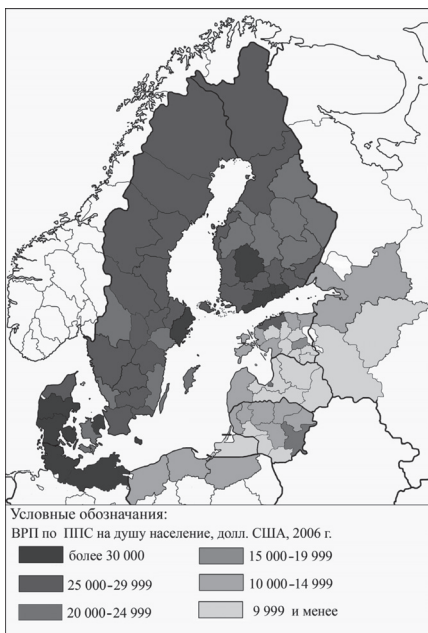 Условные обозначания:
ВРП по ППС на душу население, долл. США, 2006 г.
более 30 000
25 000-29 999
20 000-24 999
15 000-19 999
10 000-14 999
9 999 и менее